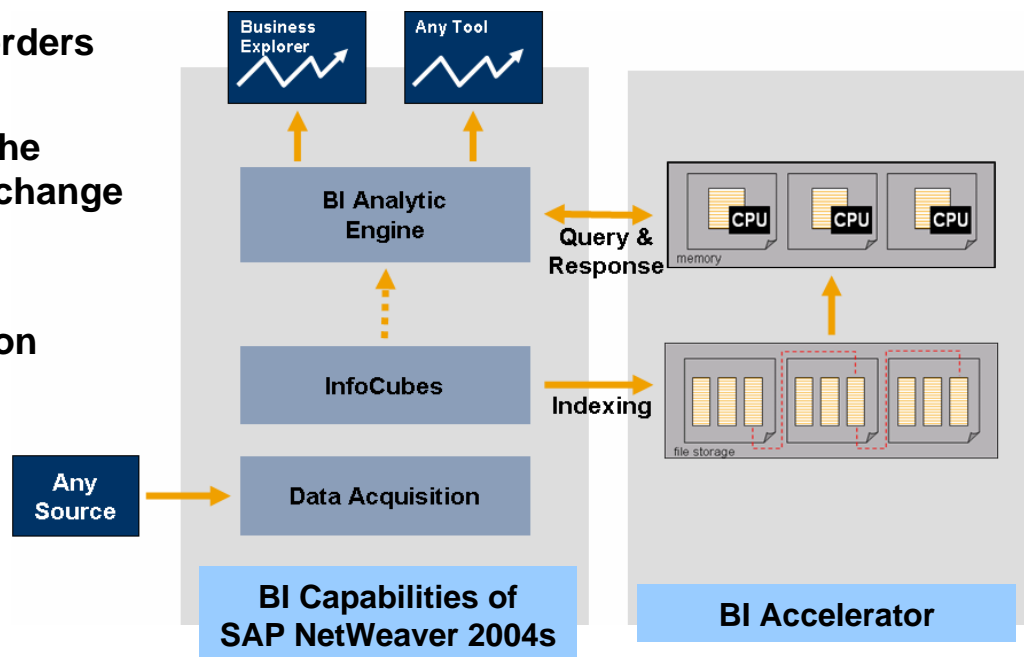 rders
he
change
on
Business
Explorer
Any Tool
BI Analytic
Engine
Query &
Response
CPU
CPU
CPU
memory
InfoCubes
Indexing
file storage
Any
Source
Data Acquisition
BI Capabilities of
SAP NetWeaver 2004s
BI Accelerator